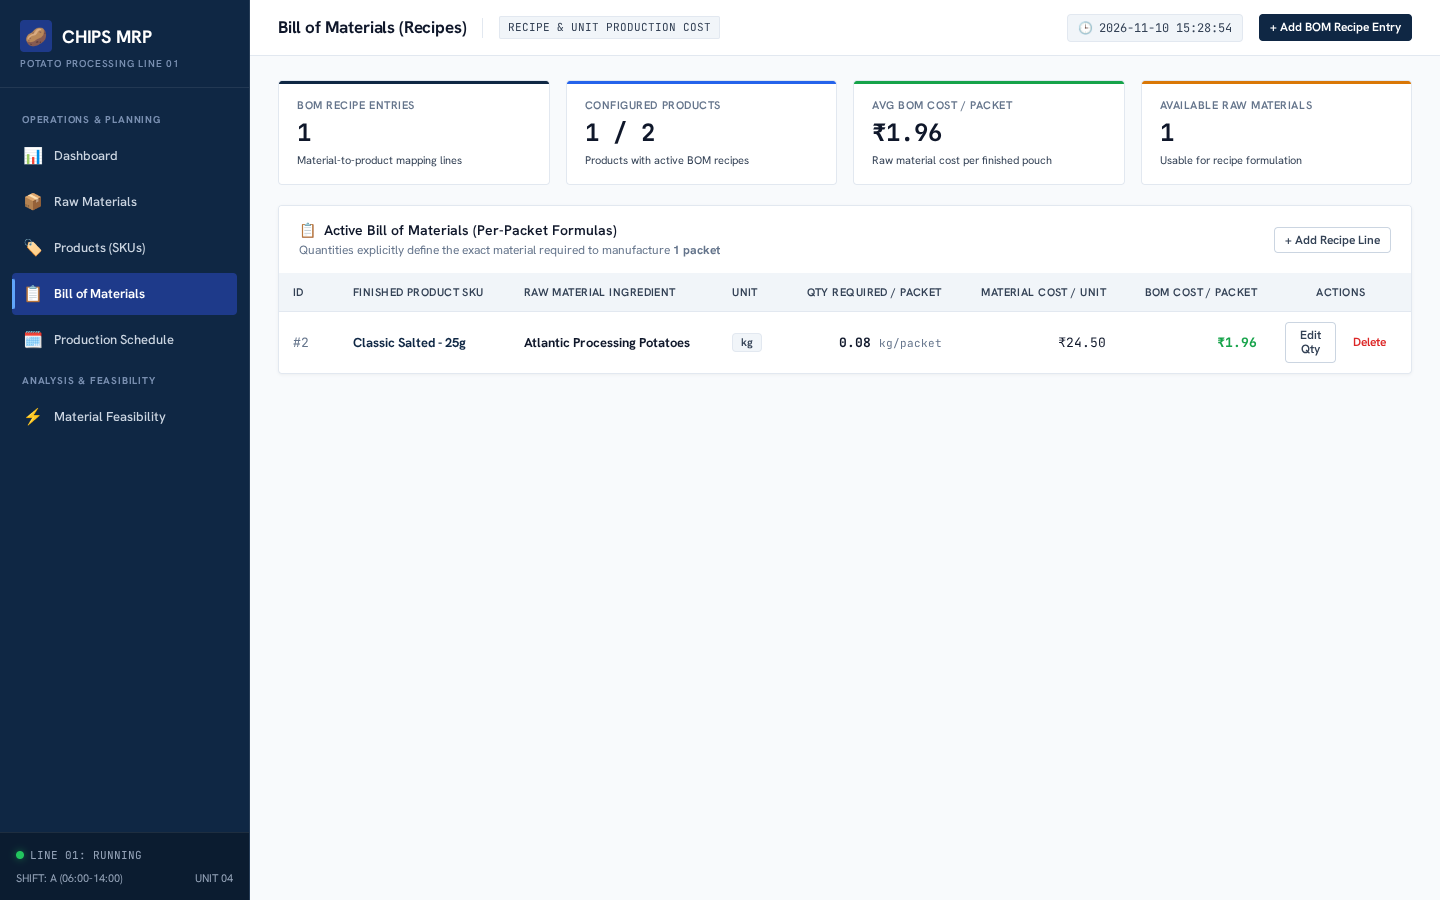 CHIPS MRP
POTATO PROCESSING LINE 01
OPERATIONS & PLANNING
Dashboard
Raw Materials
Products (SKUs)
Bill of Materials
Production Schedule
ANALYSIS & FEASIBILITY
Material Feasibility
LINE 01: RUNNING
SHIFT: A (06:00-14:00) UNIT 04
Bill of Materials (Recipes) RECIPE & UNIT PRODUCTION COST 2026-11-10 15:28:54 + Add BOM Recipe Entry
BOM RECIPE ENTRIES
1
Material-to-product mapping lines
CONFIGURED PRODUCTS
1 / 2
Products with active BOM recipes
AVG BOM COST / PACKET
₹1.96
Raw material cost per finished pouch
AVAILABLE RAW MATERIALS
1
Usable for recipe formulation
Active Bill of Materials (Per-Packet Formulas)
Quantities explicitly define the exact material required to manufacture 1 packet
+ Add Recipe Line
ID FINISHED PRODUCT SKU RAW MATERIAL INGREDIENT UNIT QTY REQUIRED / PACKET MATERIAL COST / UNIT BOM COST / PACKET ACTIONS
#2 Classic Salted - 25g Atlantic Processing Potatoes kg 0.08 kg/packet ₹24.50 ₹1.96 Edit Qty Delete